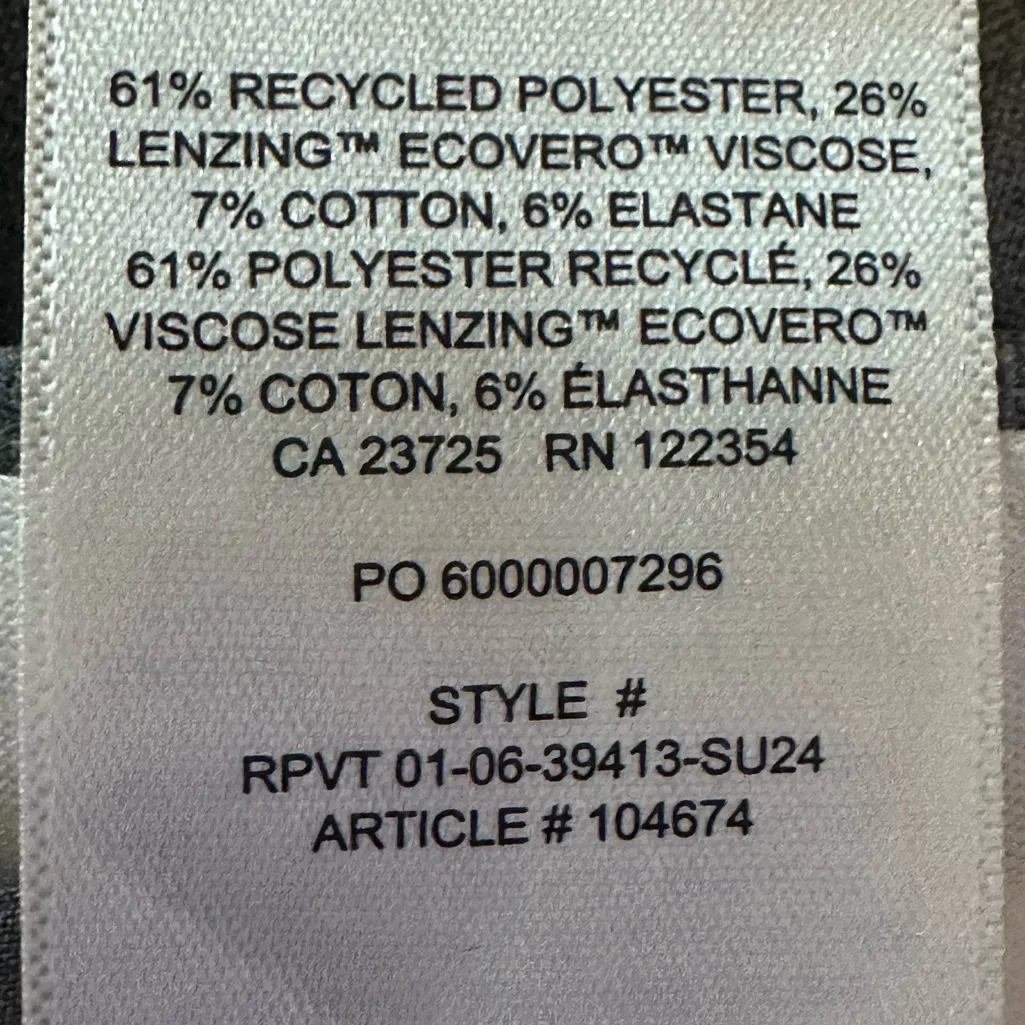 61% RECYCLED POLYESTER, 26%
LENZING™ ECOVERO™ VISCOSE,
7% COTTON, 6% ELASTANE
61% POLYESTER RECYCLÉ, 26%
VISCOSE LENZING™ ECOVERO™
7% COTON, 6% ÉLASTHANNE
CA 23725 RN 122354
PO 6000007296
STYLE #
RPVT 01-06-39413-SU24
ARTICLE # 104674